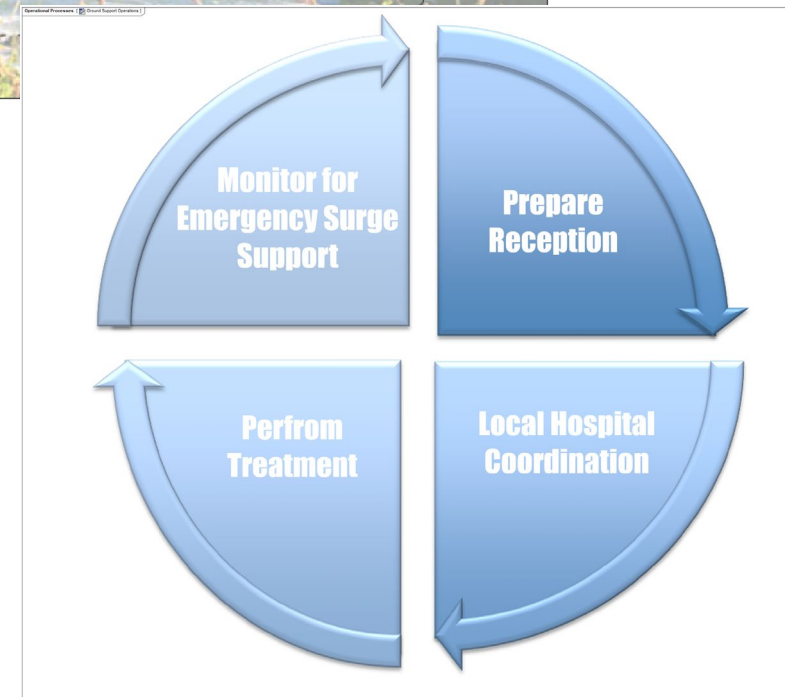 Operational Processes [ Ground Support Operations ]
Monitor for
Emergency Surge
Support
Prepare
Reception
Perfrom
Treatment
Local Hospital
Coordination